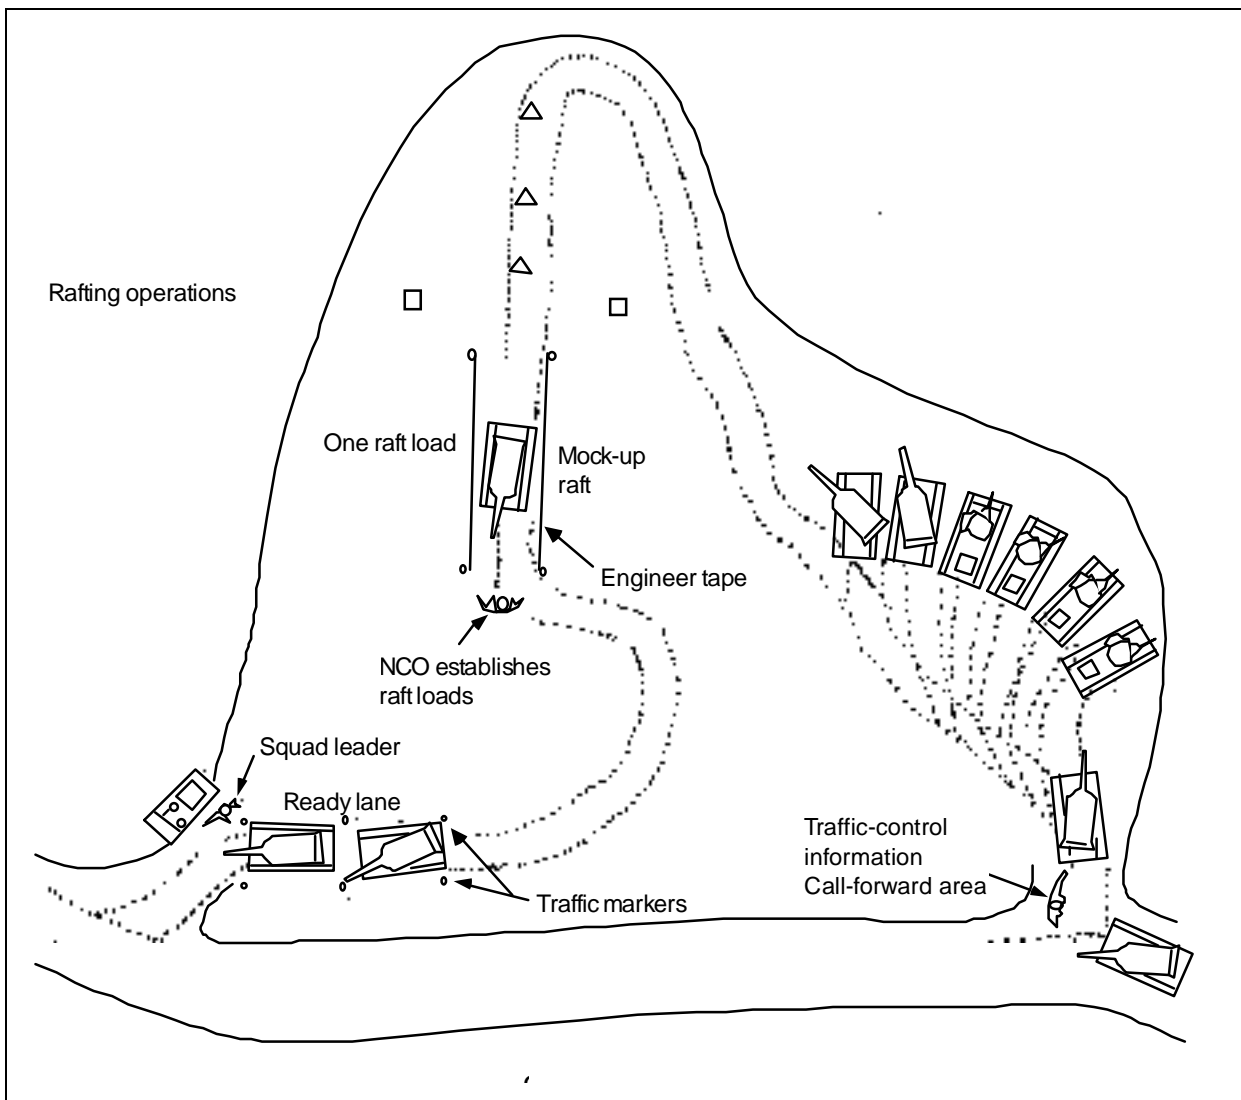 Rafting operations
One raft load
Mock-up
raft
Engineer tape
NCO establishes
raft loads
Squad leader
Ready lane
Traffic-control
information
Call-forward area
Traffic markers